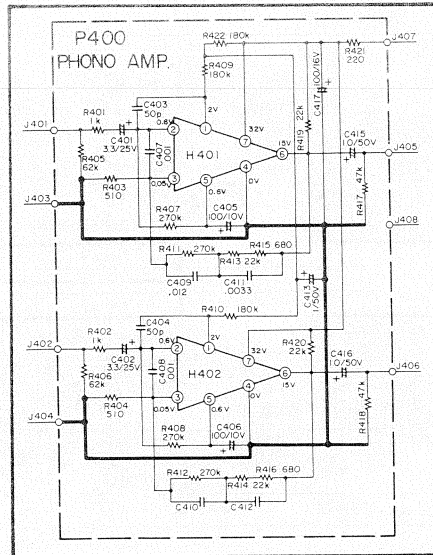 P400
PHONO AMP.
R422 180k
J407
R409
180k
R421
220
C417
100/16V
C403
50p
0.6V
2V
J401
R401
1k
C401
3.3/25V
C407
.001
32V
R419
22k
15V
C415
1.0/50V
J405
R405
62k
H401
2
1
7
6
3
5
4
0V
J403
R403
510
0.05V
0.6V
R407
270k
C405
100/10V
R417
47k
J408
R411
270k
R413
22k
R415
680
C409
.012
C411
.0033
C413
1/50V
R410
180k
C404
50p
0.6V
2V
J402
R402
1k
C402
3.3/25V
C408
.001
32V
R420
22k
15V
C416
1.0/50V
J406
R406
62k
H402
2
1
7
6
3
5
4
0V
J404
R404
510
0.05V
0.6V
R408
270k
C406
100/10V
R418
47k
R412
270k
R414
22k
R416
680
C410
C412